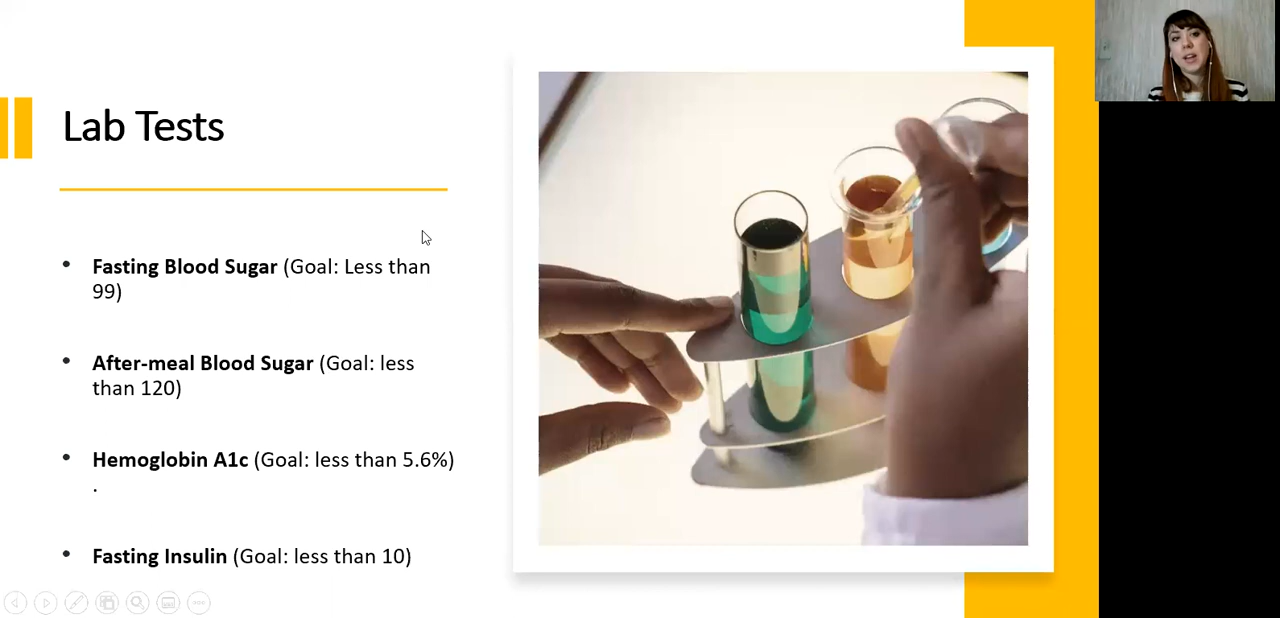 Lab Tests
• Fasting Blood Sugar (Goal: Less than
99)
• After-meal Blood Sugar (Goal: less
than 120)
• Hemoglobin A1c (Goal: less than 5.6%)
.
• Fasting Insulin (Goal: less than 10)